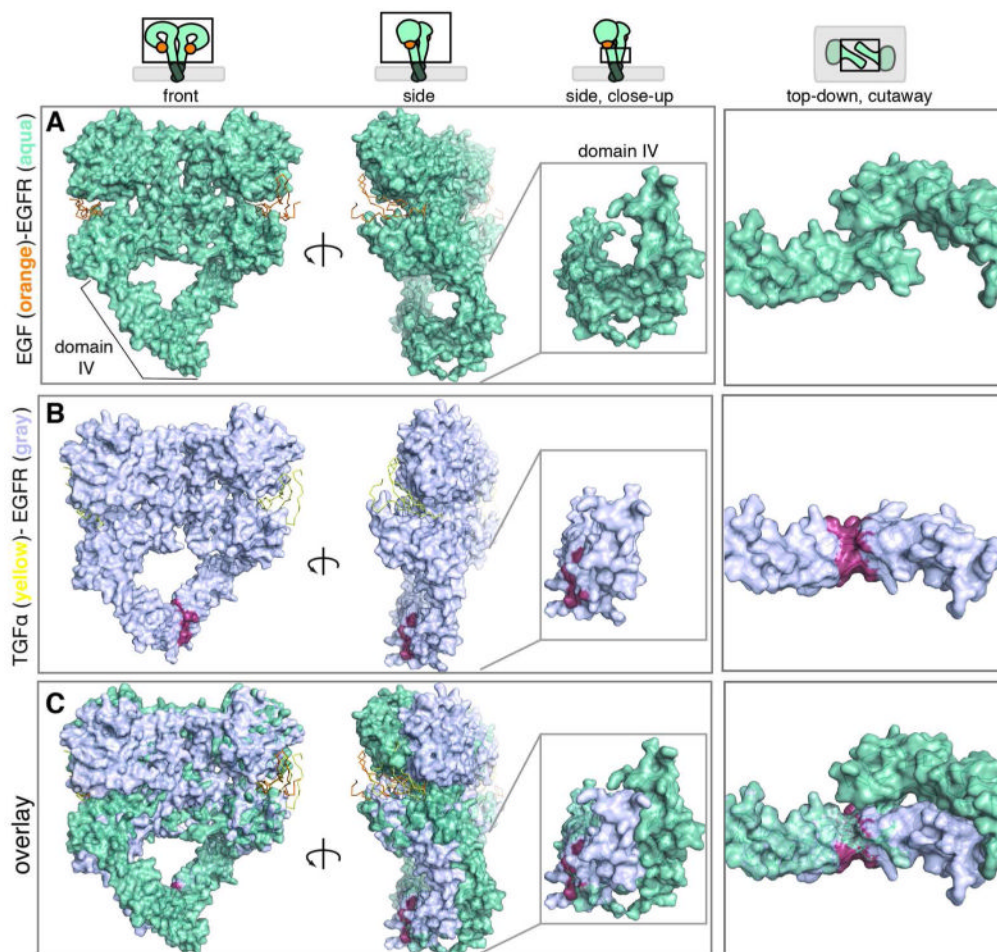 front
side
side, close-up
top-down, cutaway
A
EGF (orange)-EGFR (aqua)
domain IV
domain
IV
B
TGFα (yellow)- EGFR (gray)
C
overlay